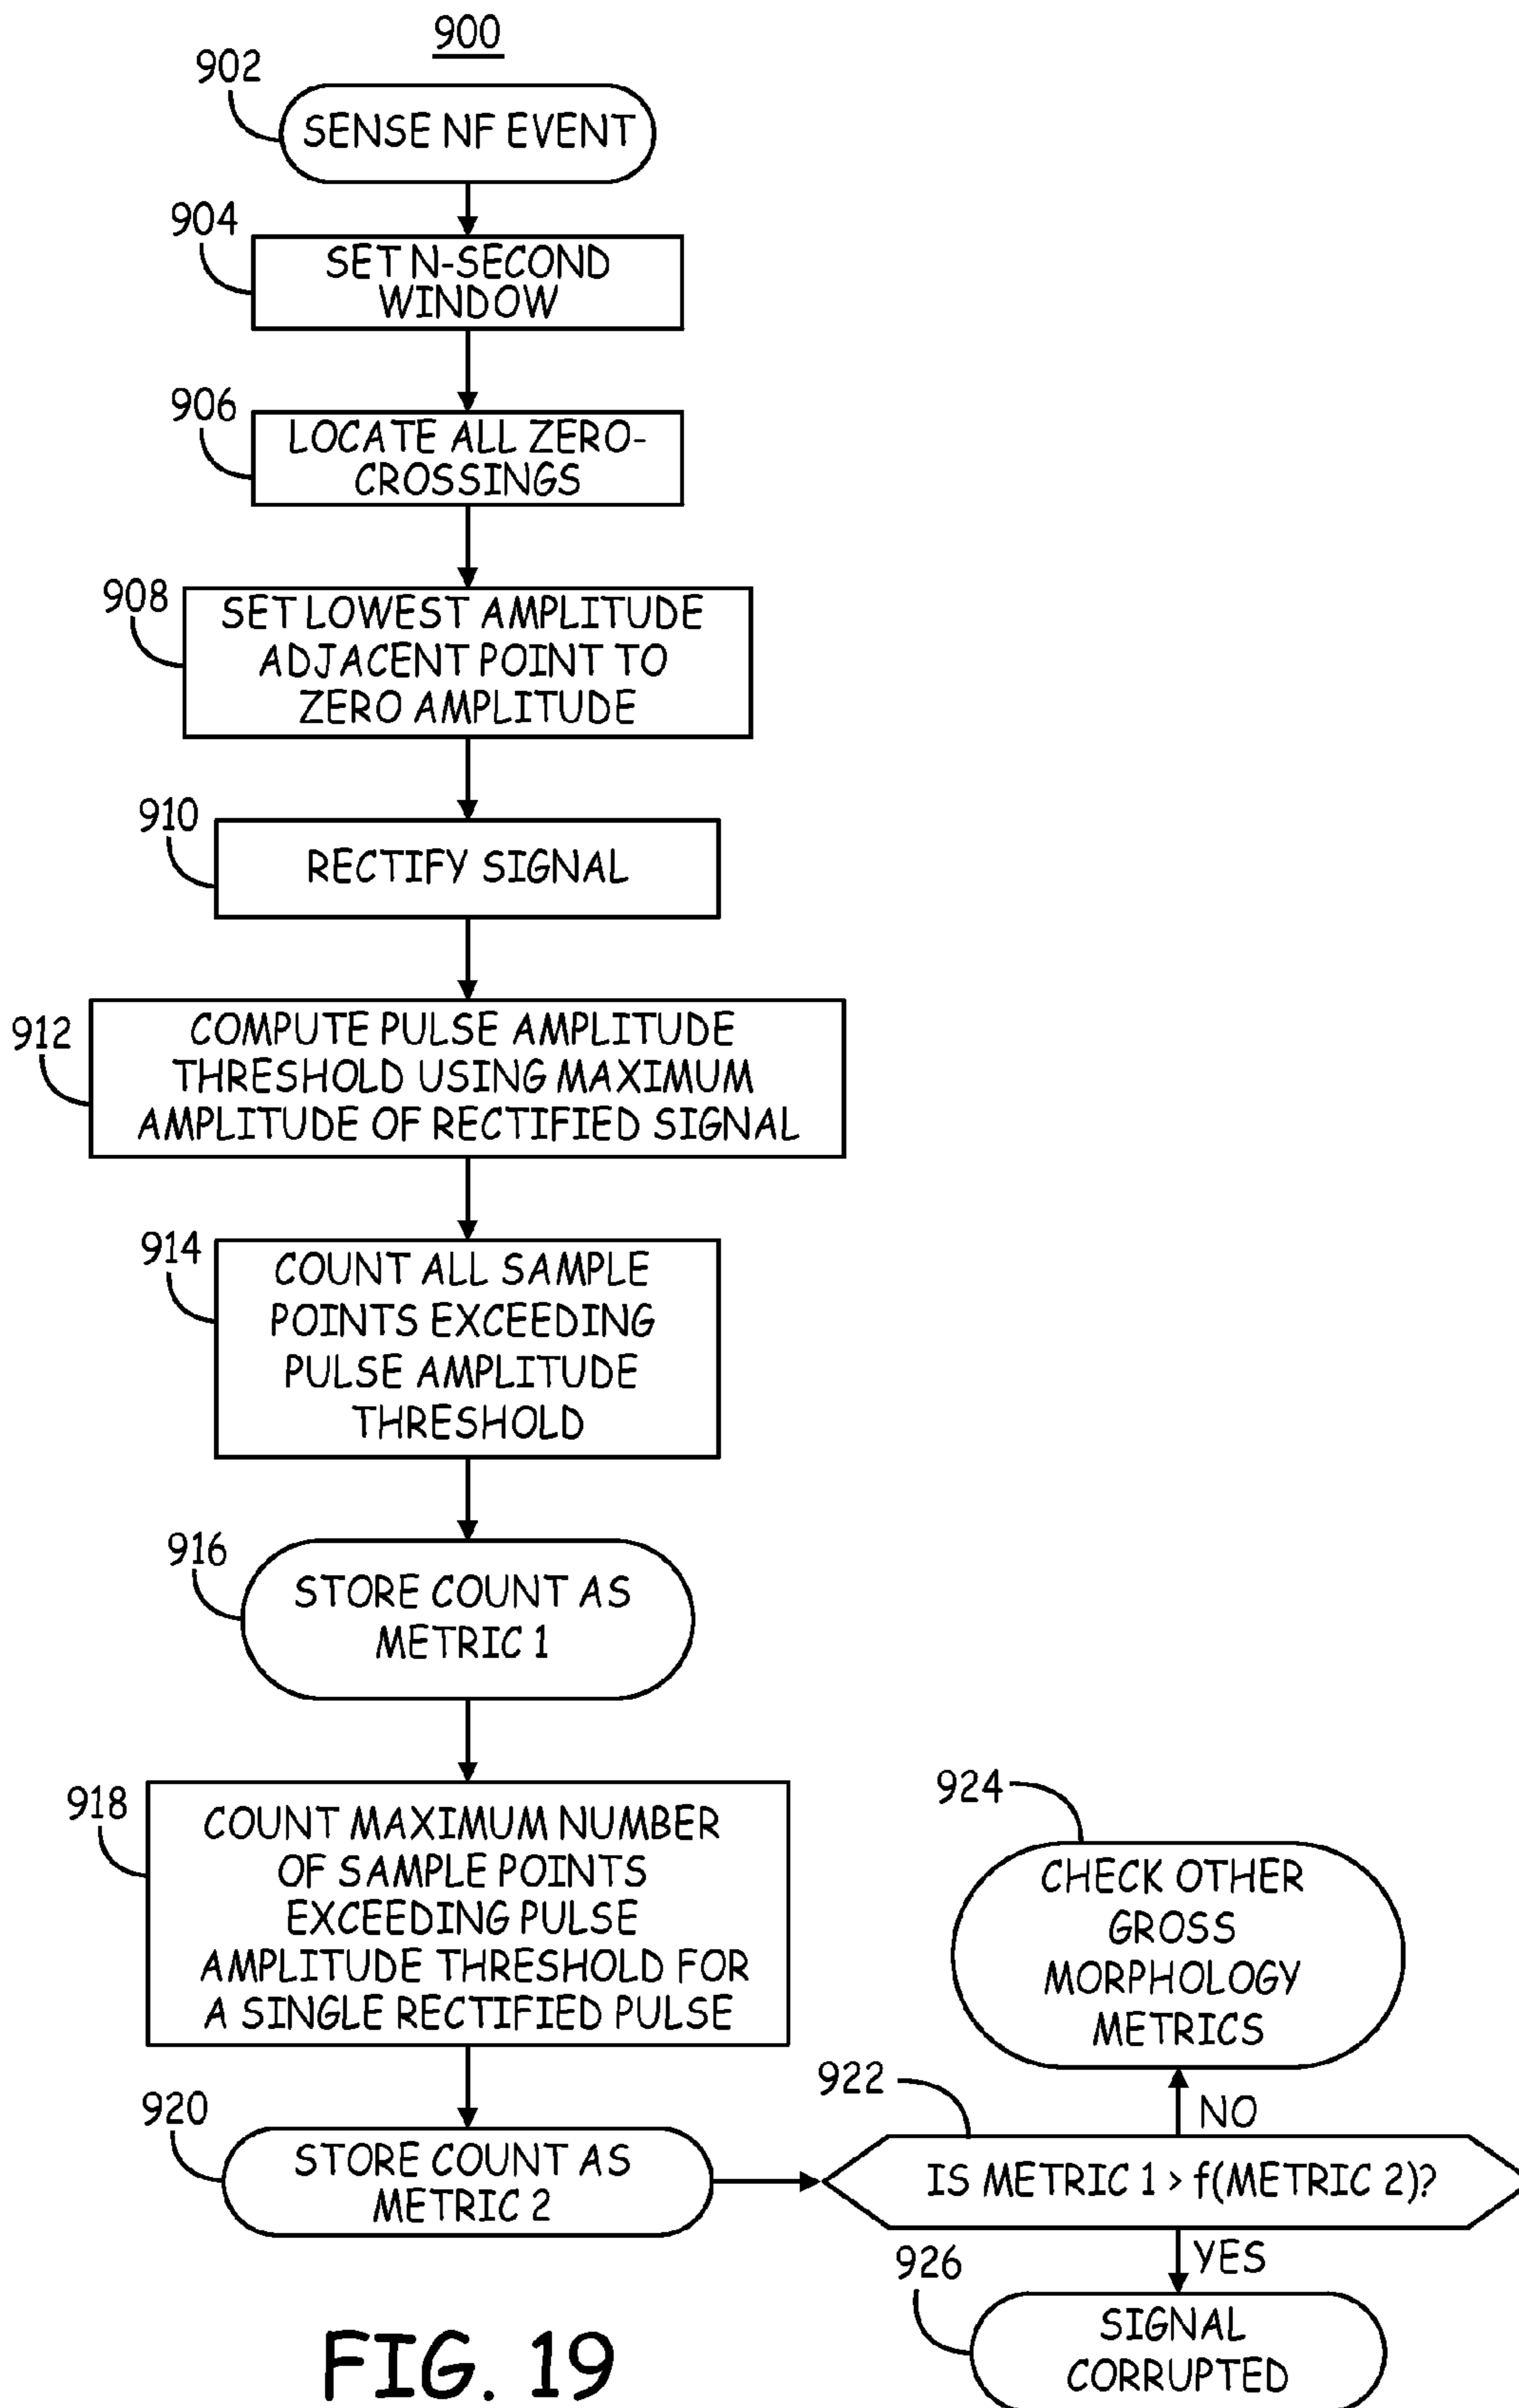 900
902
SENSE NF EVENT
904
SET N-SECOND
WINDOW
906
LOCATE ALL ZERO-
CROSSINGS
908
SET LOWEST AMPLITUDE
ADJACENT POINT TO
ZERO AMPLITUDE
910
RECTIFY SIGNAL
912
COMPUTE PULSE AMPLITUDE
THRESHOLD USING MAXIMUM
AMPLITUDE OF RECTIFIED SIGNAL
914
COUNT ALL SAMPLE
POINTS EXCEEDING
PULSE AMPLITUDE
THRESHOLD
916
STORE COUNT AS
METRIC 1
918
COUNT MAXIMUM NUMBER
OF SAMPLE POINTS
EXCEEDING PULSE
AMPLITUDE THRESHOLD FOR
A SINGLE RECTIFIED PULSE
920
STORE COUNT AS
METRIC 2
922
IS METRIC 1 > f(METRIC 2)?
NO
924
CHECK OTHER
GROSS
MORPHOLOGY
METRICS
YES
926
SIGNAL
CORRUPTED
FIG. 19